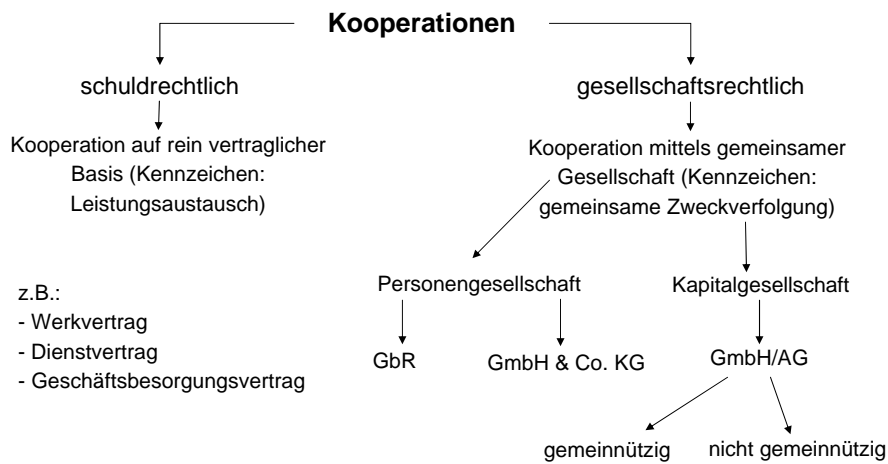 Kooperationen
schuldrechtlich
gesellschaftsrechtlich
Kooperation auf rein vertraglicher
Basis (Kennzeichen:
Leistungsaustausch)
Kooperation mittels gemeinsamer
Gesellschaft (Kennzeichen:
gemeinsame Zweckverfolgung)
z.B.:
- Werkvertrag
- Dienstvertrag
- Geschäftsbesorgungsvertrag
Personengesellschaft
Kapitalgesellschaft
GbR
GmbH & Co. KG
GmbH/AG
gemeinnützig
nicht gemeinnützig